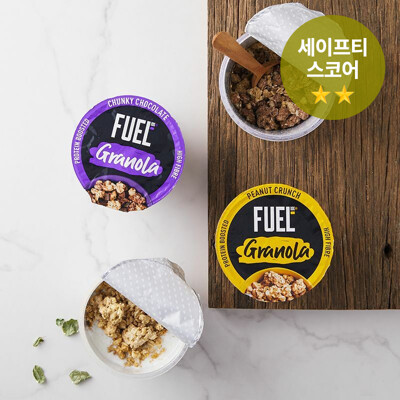 세이프티
스코어
CHUNKY CHOCOLATE
PROTEIN BOOSTED
HIGH FIBRE
FUEL
Granola
PEANUT CRUNCH
PROTEIN BOOSTED
HIGH FIBRE
FUEL
Granola